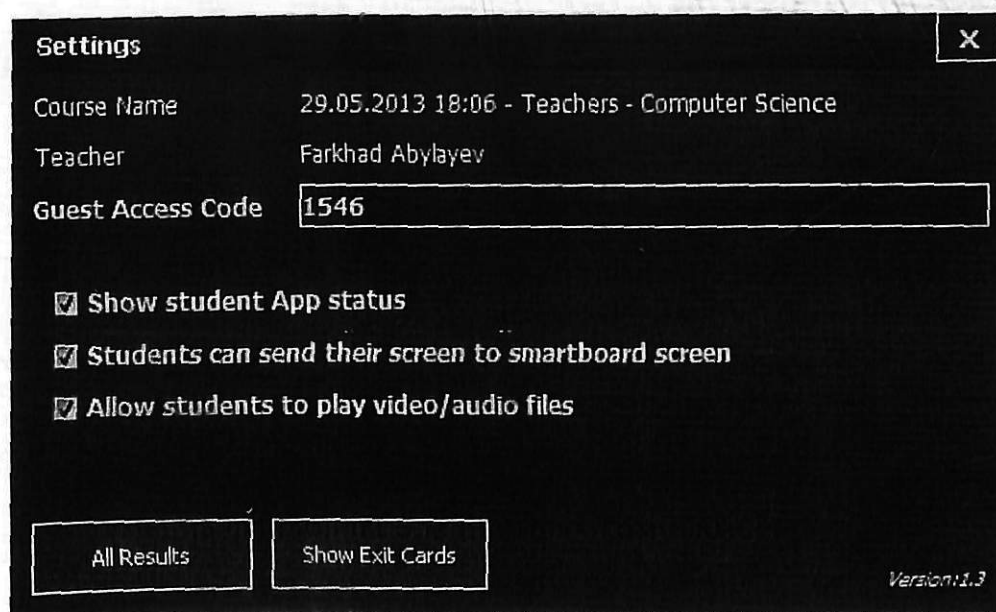 Settings X
Course Name 29.05.2013 18:06 - Teachers - Computer Science
Teacher Farkhad Abylayev
Guest Access Code 1546
Show student App status
Students can send their screen to smartboard screen
Allow students to play video/audio files
All Results Show Exit Cards
Version:1.3